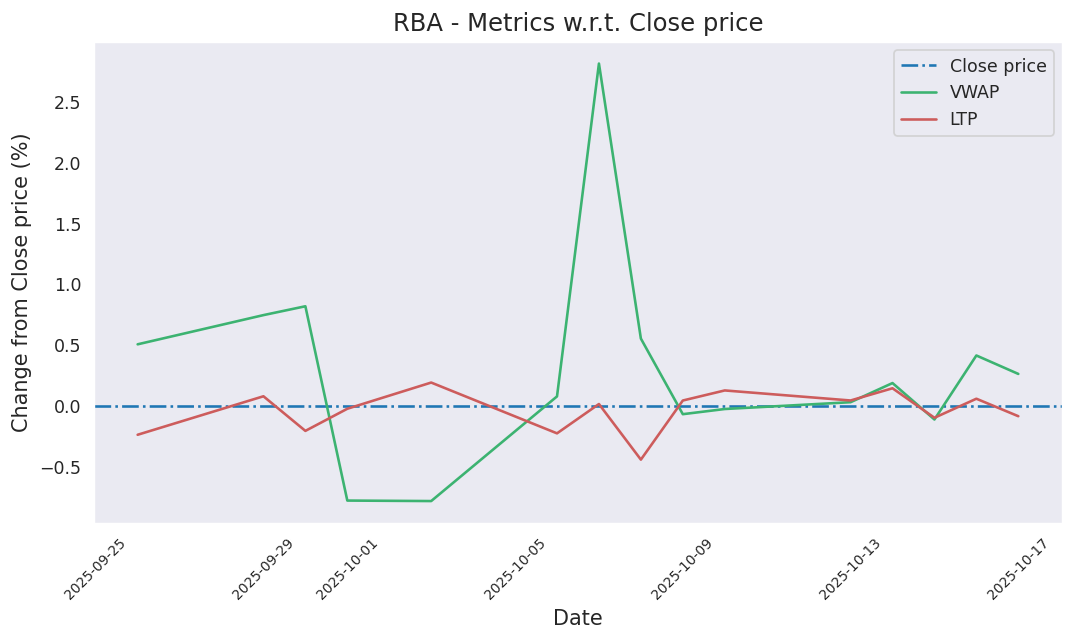 RBA - Metrics w.r.t. Close price
Close price
VWAP
LTP
Change from Close price (%)
2.5
2.0
1.5
1.0
0.5
0.0
−0.5
2025-09-25
2025-09-29
2025-10-01
2025-10-05
2025-10-09
2025-10-13
2025-10-17
Date